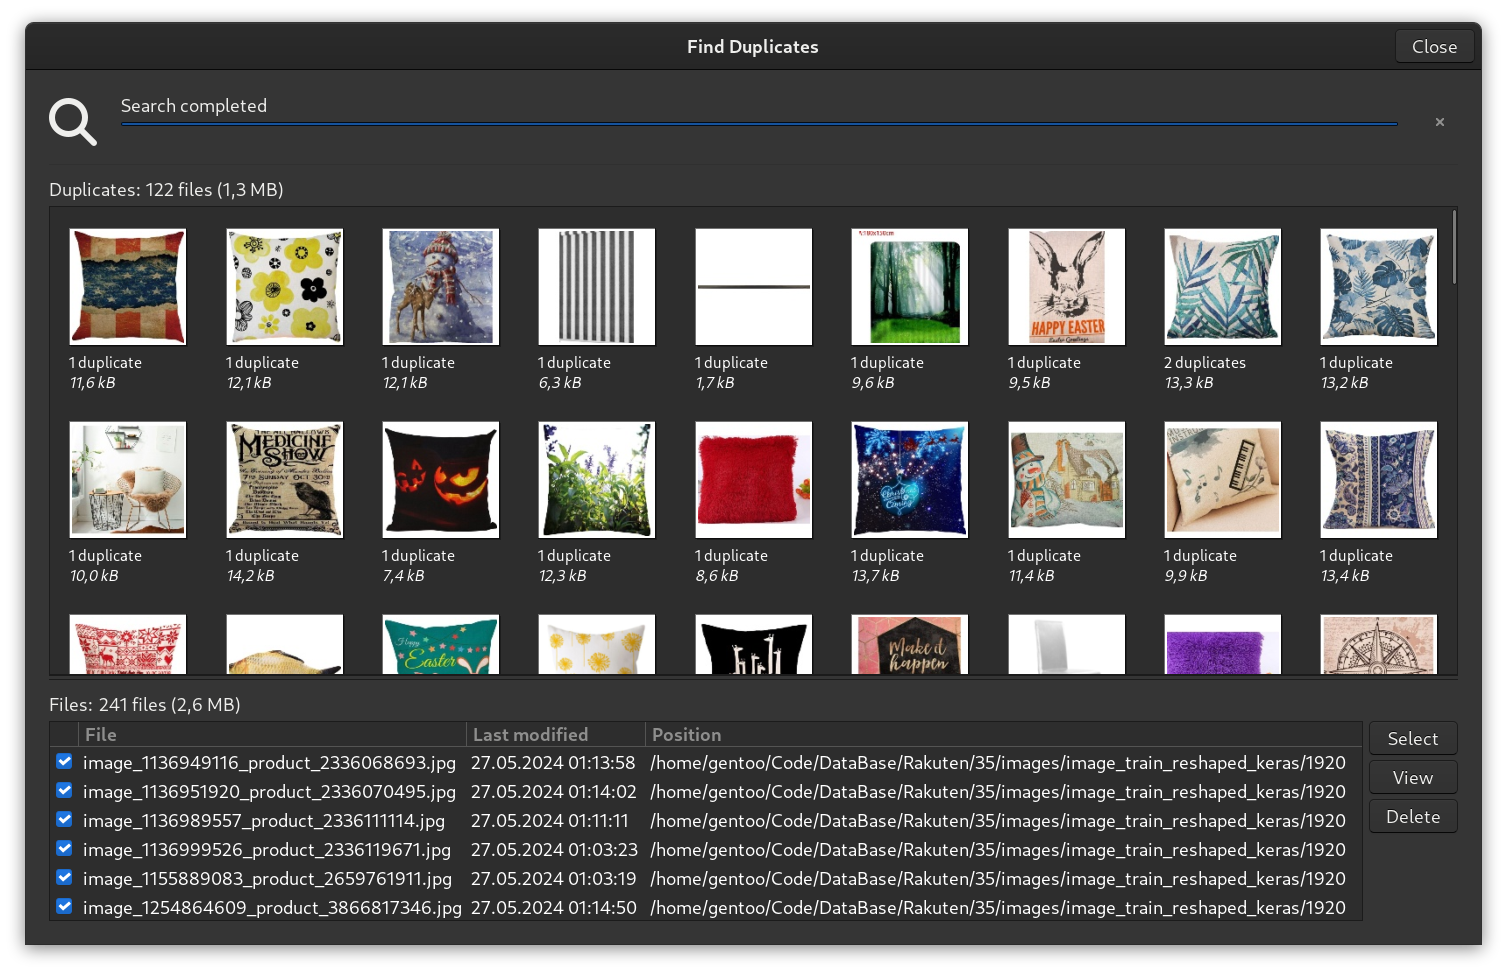 Find Duplicates
Close
Search completed
Duplicates: 122 files (1,3 MB)
↰180x150cm
HAPPY EASTER
Easter Greetings
1 duplicate
11,6 kB
1 duplicate
12,1 kB
1 duplicate
12,1 kB
1 duplicate
6,3 kB
1 duplicate
1,7 kB
1 duplicate
9,6 kB
1 duplicate
9,5 kB
2 duplicates
13,3 kB
1 duplicate
13,2 kB
MEDICINE
SHOW
7TH SUNDAY OCT 30TH
Christmas
Coming
1 duplicate
10,0 kB
1 duplicate
14,2 kB
1 duplicate
7,4 kB
1 duplicate
12,3 kB
1 duplicate
8,6 kB
1 duplicate
13,7 kB
1 duplicate
11,4 kB
1 duplicate
9,9 kB
1 duplicate
13,4 kB
Happy
Easter
Make it
happen
Files: 241 files (2,6 MB)
File Last modified Position
image_1136949116_product_2336068693.jpg 27.05.2024 01:13:58 /home/gentoo/Code/DataBase/Rakuten/35/images/image_train_reshaped_keras/1920
image_1136951920_product_2336070495.jpg 27.05.2024 01:14:02 /home/gentoo/Code/DataBase/Rakuten/35/images/image_train_reshaped_keras/1920
image_1136989557_product_2336111114.jpg 27.05.2024 01:11:11 /home/gentoo/Code/DataBase/Rakuten/35/images/image_train_reshaped_keras/1920
image_1136999526_product_2336119671.jpg 27.05.2024 01:03:23 /home/gentoo/Code/DataBase/Rakuten/35/images/image_train_reshaped_keras/1920
image_1155889083_product_2659761911.jpg 27.05.2024 01:03:19 /home/gentoo/Code/DataBase/Rakuten/35/images/image_train_reshaped_keras/1920
image_1254864609_product_3866817346.jpg 27.05.2024 01:14:50 /home/gentoo/Code/DataBase/Rakuten/35/images/image_train_reshaped_keras/1920
Select
View
Delete